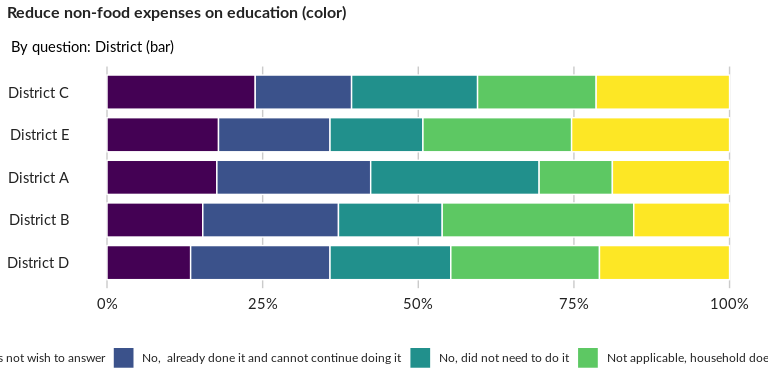 Reduce non-food expenses on education (color)
By question: District (bar)
District C
District E
District A
District B
District D
0% 25% 50% 75% 100%
not wish to answer No, already done it and cannot continue doing it No, did not need to do it Not applicable, household